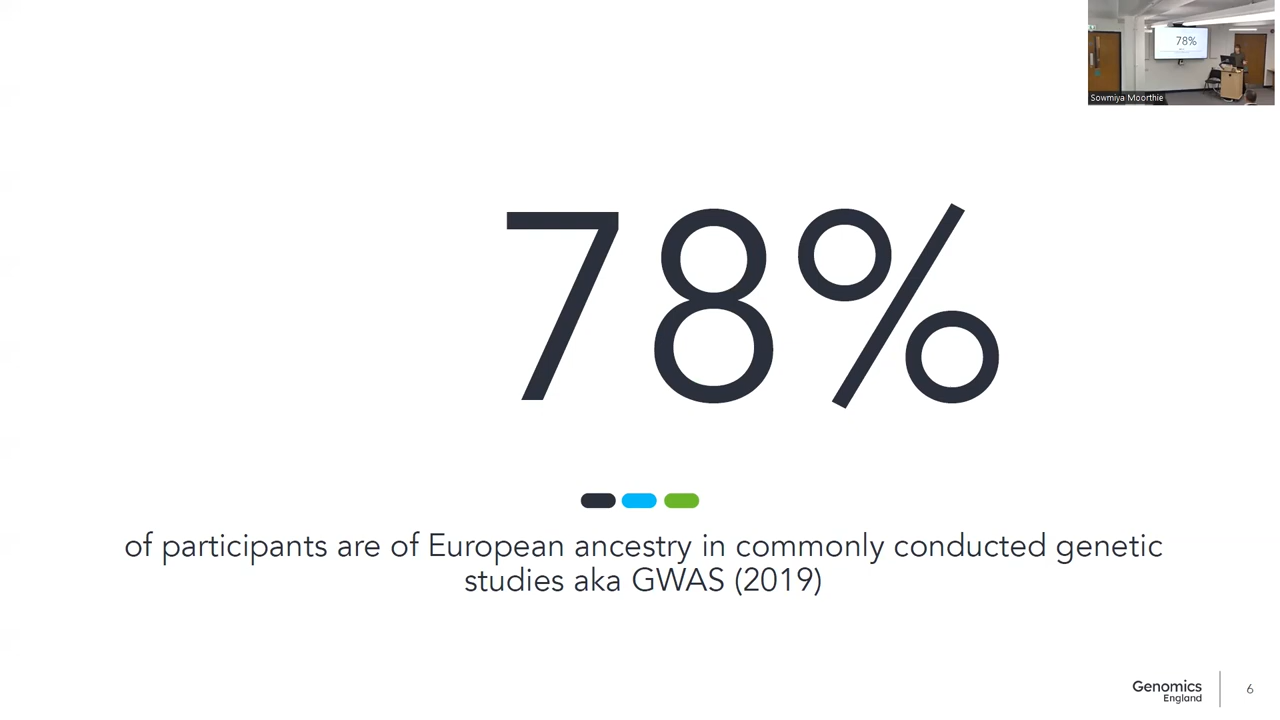 78%
Sowmiya Moorthie
78%
of participants are of European ancestry in commonly conducted genetic
studies aka GWAS (2019)
Genomics
England
6